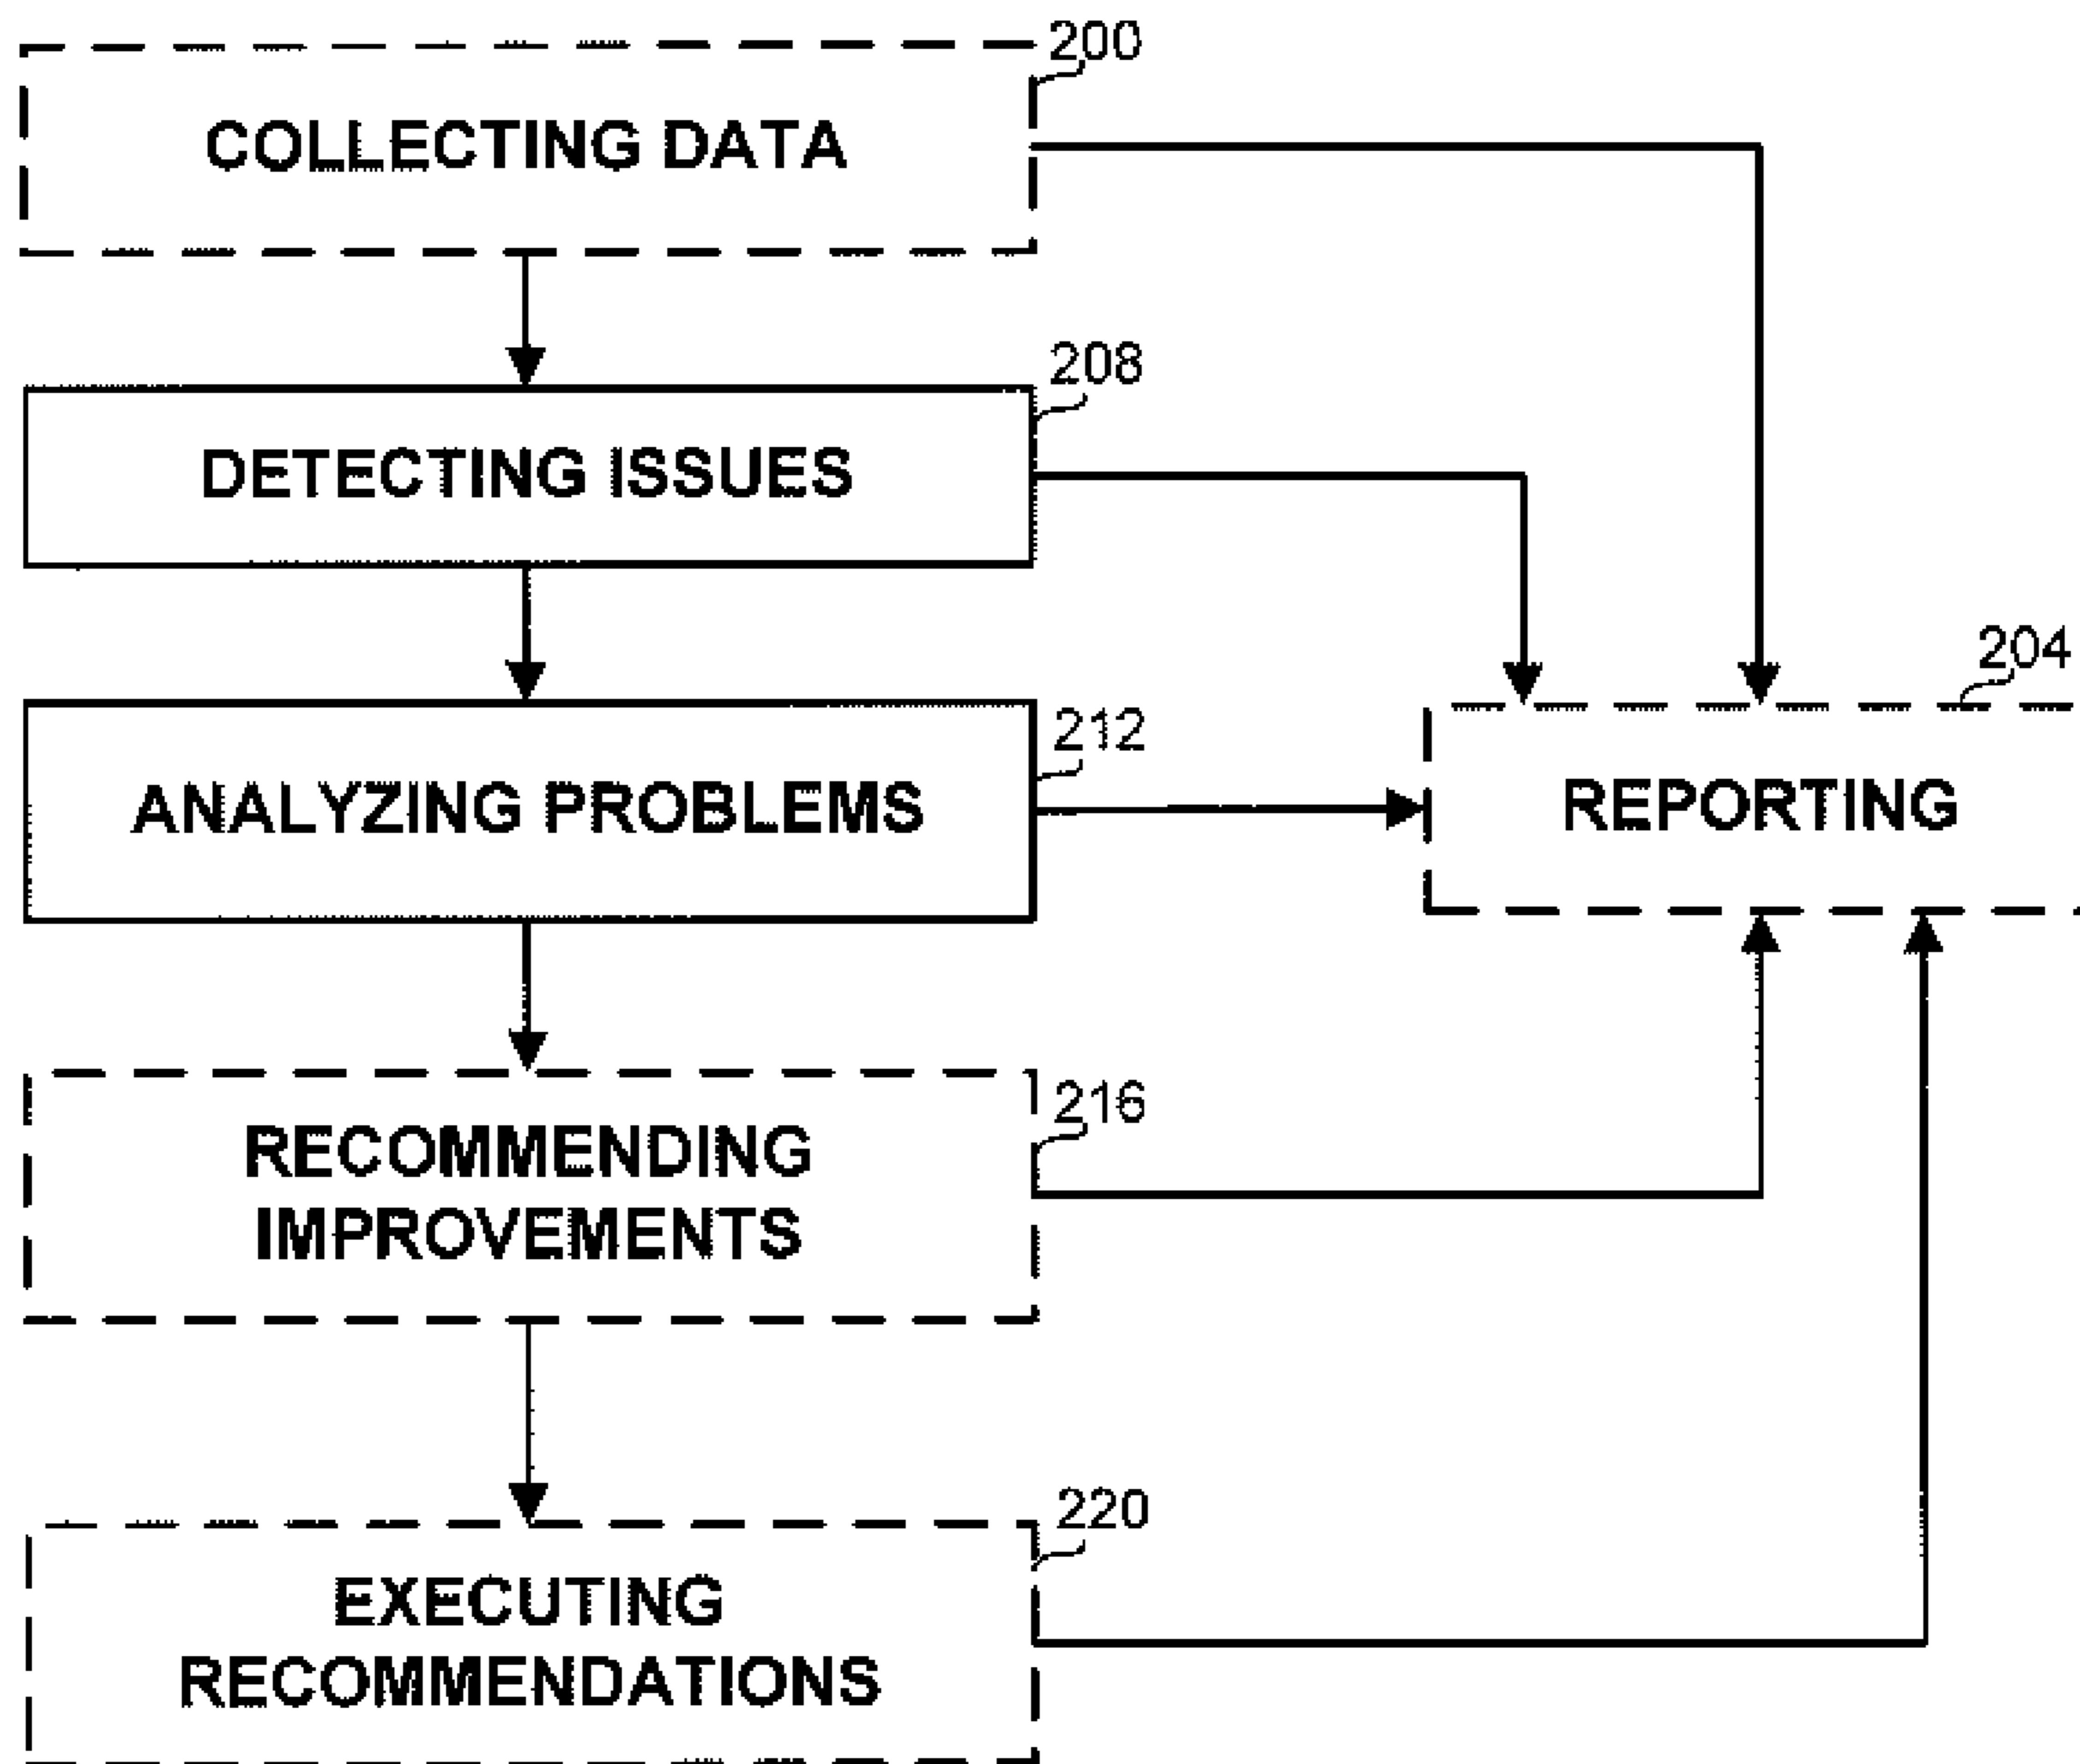 200
COLLECTING DATA
208
DETECTING ISSUES
204
212
ANALYZING PROBLEMS
REPORTING
216
RECOMMENDING
IMPROVEMENTS
220
EXECUTING
RECOMMENDATIONS